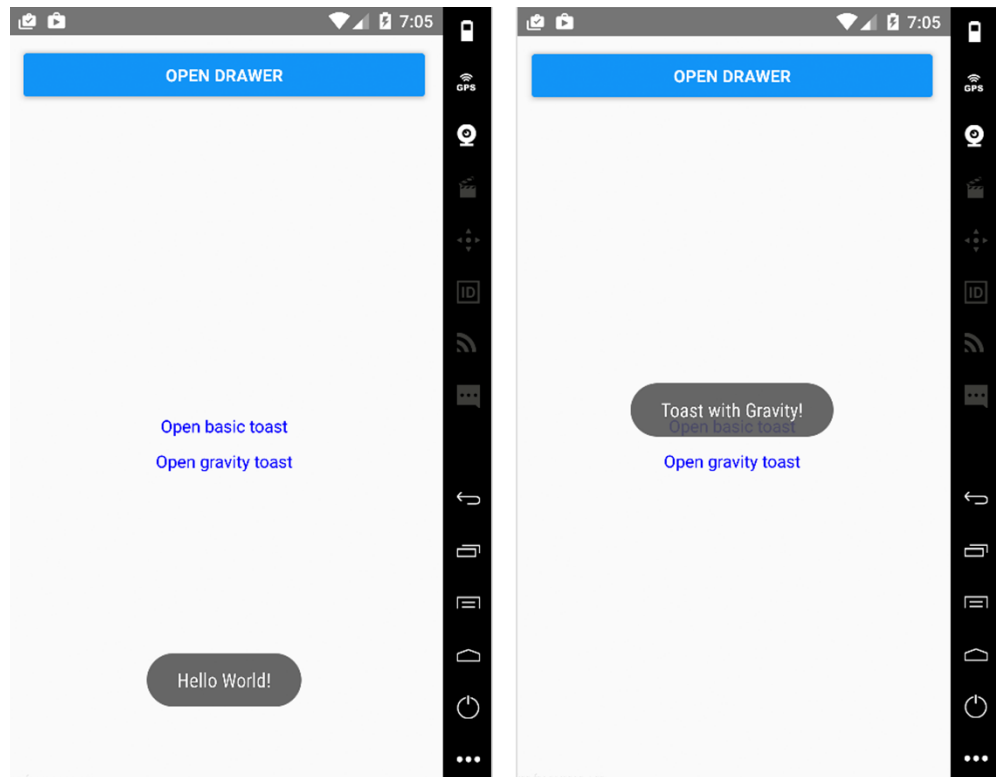 7:05
OPEN DRAWER
GPS
ID
Open basic toast
Open gravity toast
Hello World!
7:05
OPEN DRAWER
GPS
ID
Toast with Gravity!
Open basic toast
Open gravity toast